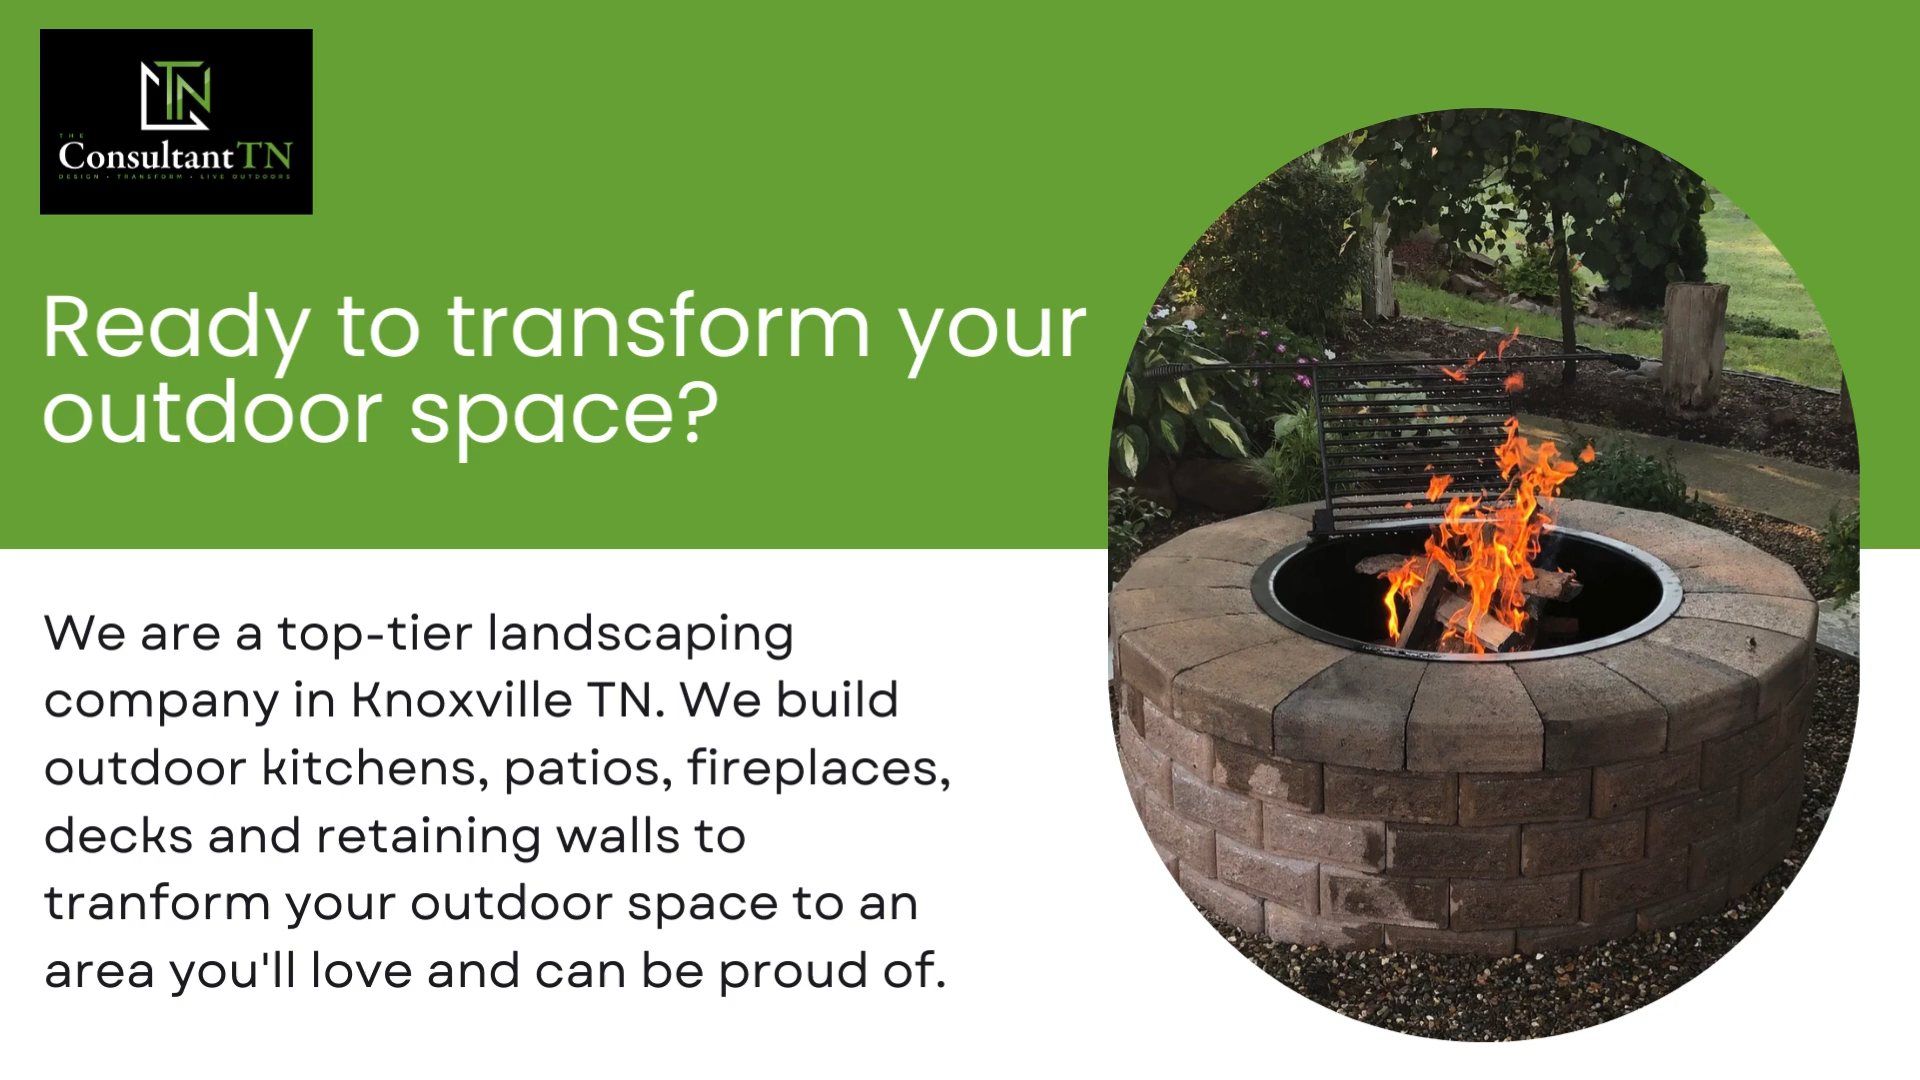 TN
THE
ConsultantTN
DESIGN • TRANSFORM • LIVE OUTDOORS
Ready to transform your
outdoor space?
We are a top-tier landscaping
company in Knoxville TN. We build
outdoor kitchens, patios, fireplaces,
decks and retaining walls to
tranform your outdoor space to an
area you'll love and can be proud of.